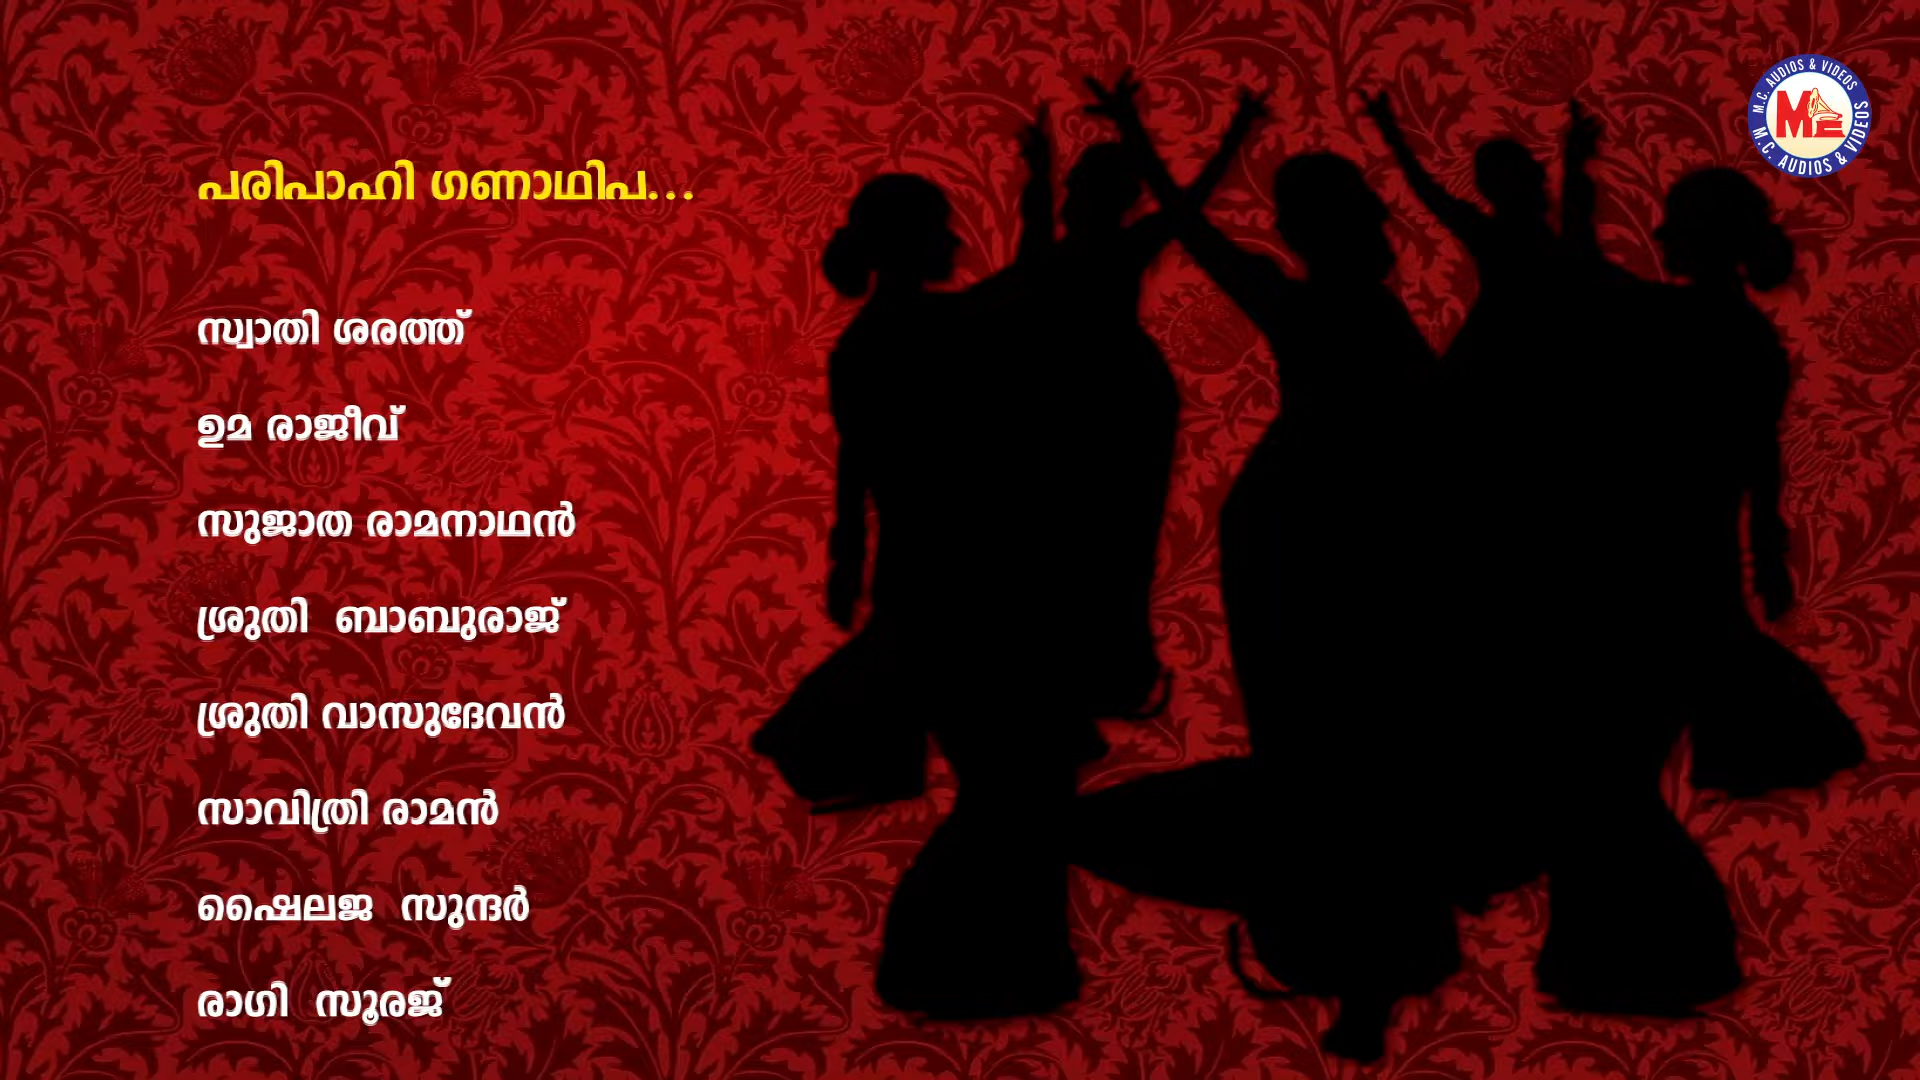 പരിപാഹി ഗണാഥിപ...
സ്വാതി ശരത്ത്
ഉമ രാജീവ്
സുജാത രാമനാഥൻ
ശ്രുതി ബാബുരാജ്
ശ്രുതി വാസുദേവൻ
സാവിത്രി രാമൻ
ഷൈലജ സുന്ദർ
രാഗി സൂരജ്
M.C. AUDIOS & VIDEOS
M.C. AUDIOS & VIDEOS